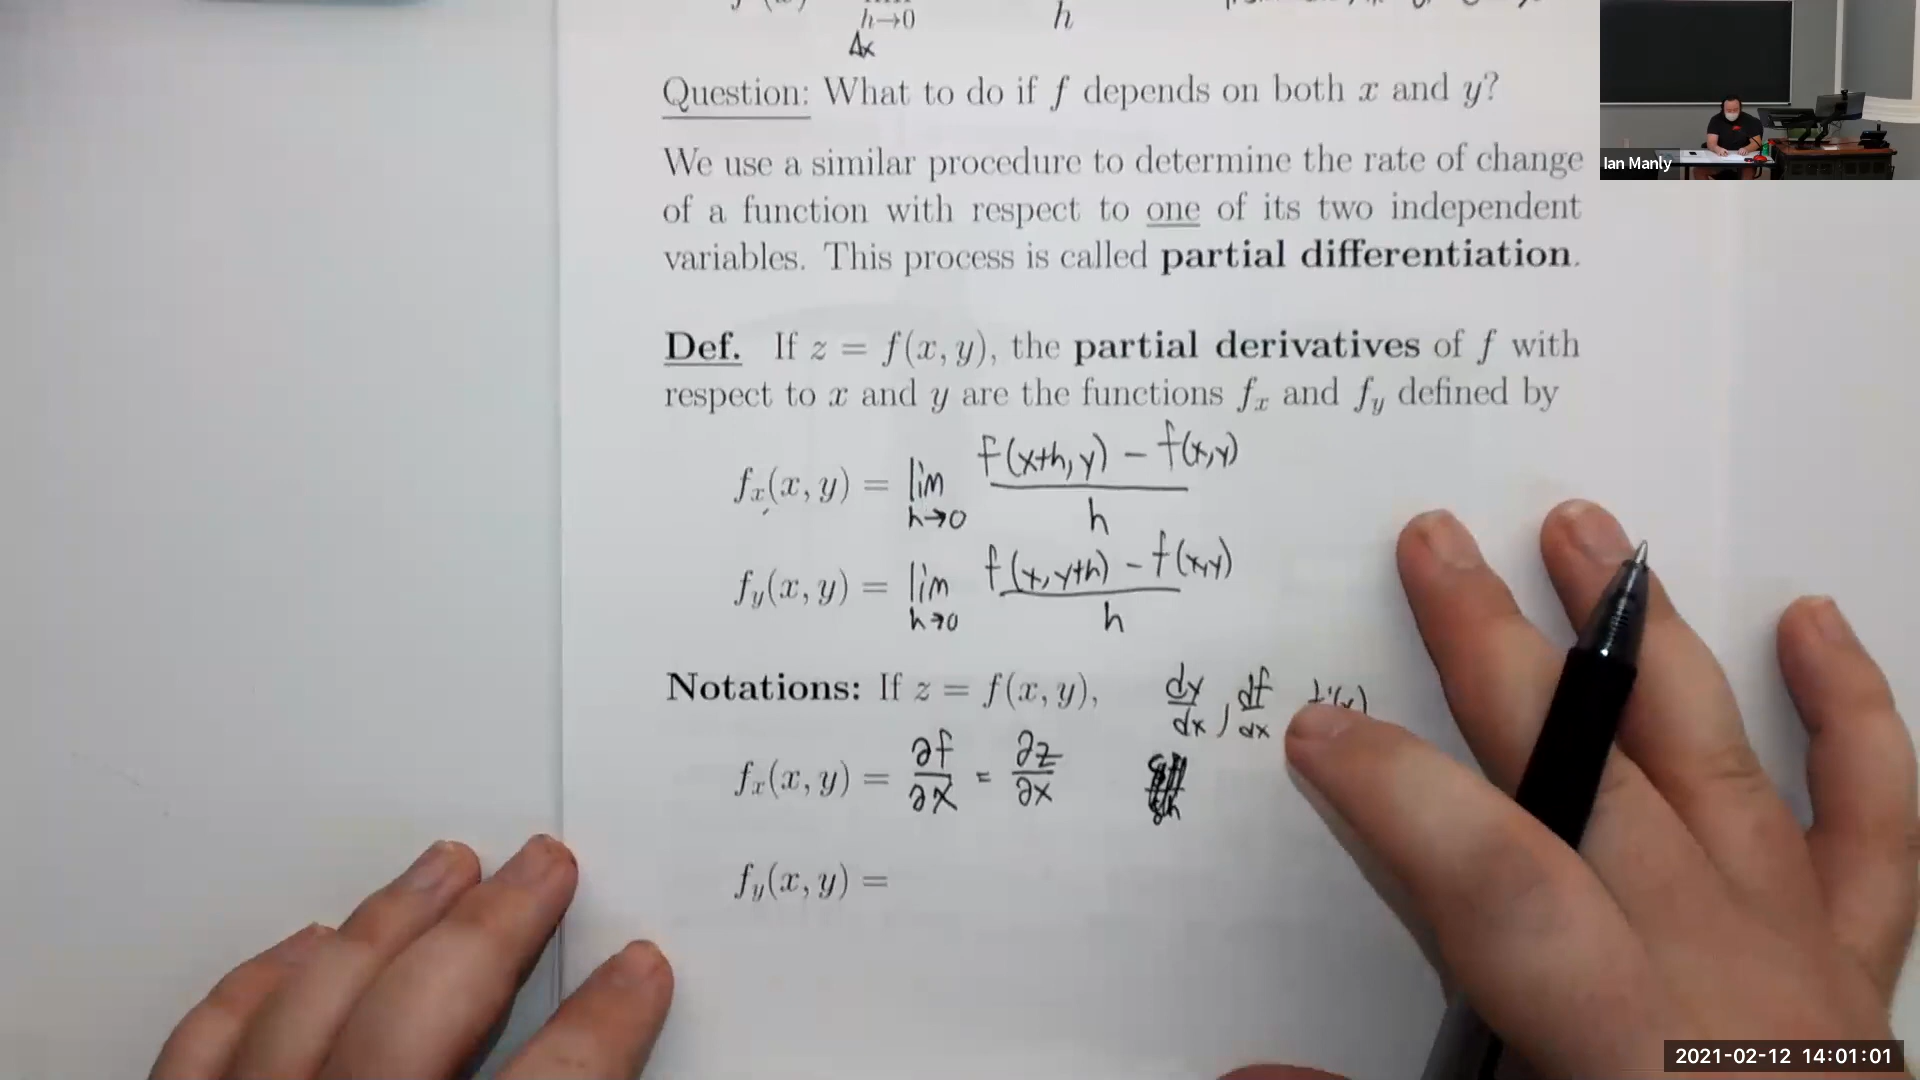 h→0
h
Δx
Question: What to do if f depends on both x and y?
We use a similar procedure to determine the rate of change
of a function with respect to one of its two independent
variables. This process is called partial differentiation.
Def. If z = f(x, y), the partial derivatives of f with
respect to x and y are the functions fₓ and f_y defined by
fₓ(x, y) = lim h→0 f(x+h, y) − f(x,y) / h
f_y(x, y) = lim h→0 f(x, y+h) − f(x,y) / h
Notations: If z = f(x, y), dy/dx, df/dx f'(x)
fₓ(x, y) = ∂f/∂x = ∂z/∂x
f_y(x, y) =
Ian Manly
2021-02-12 14:01:01